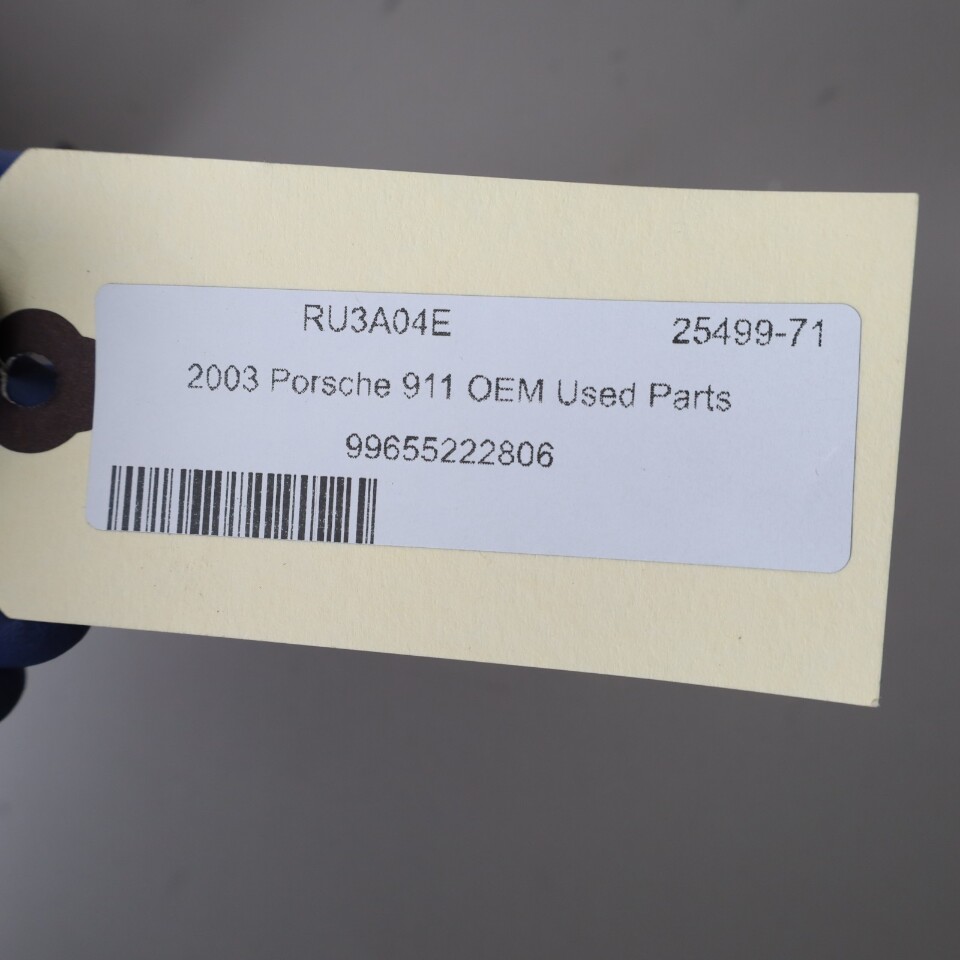 RU3A04E 25499-71
2003 Porsche 911 OEM Used Parts
99655222806